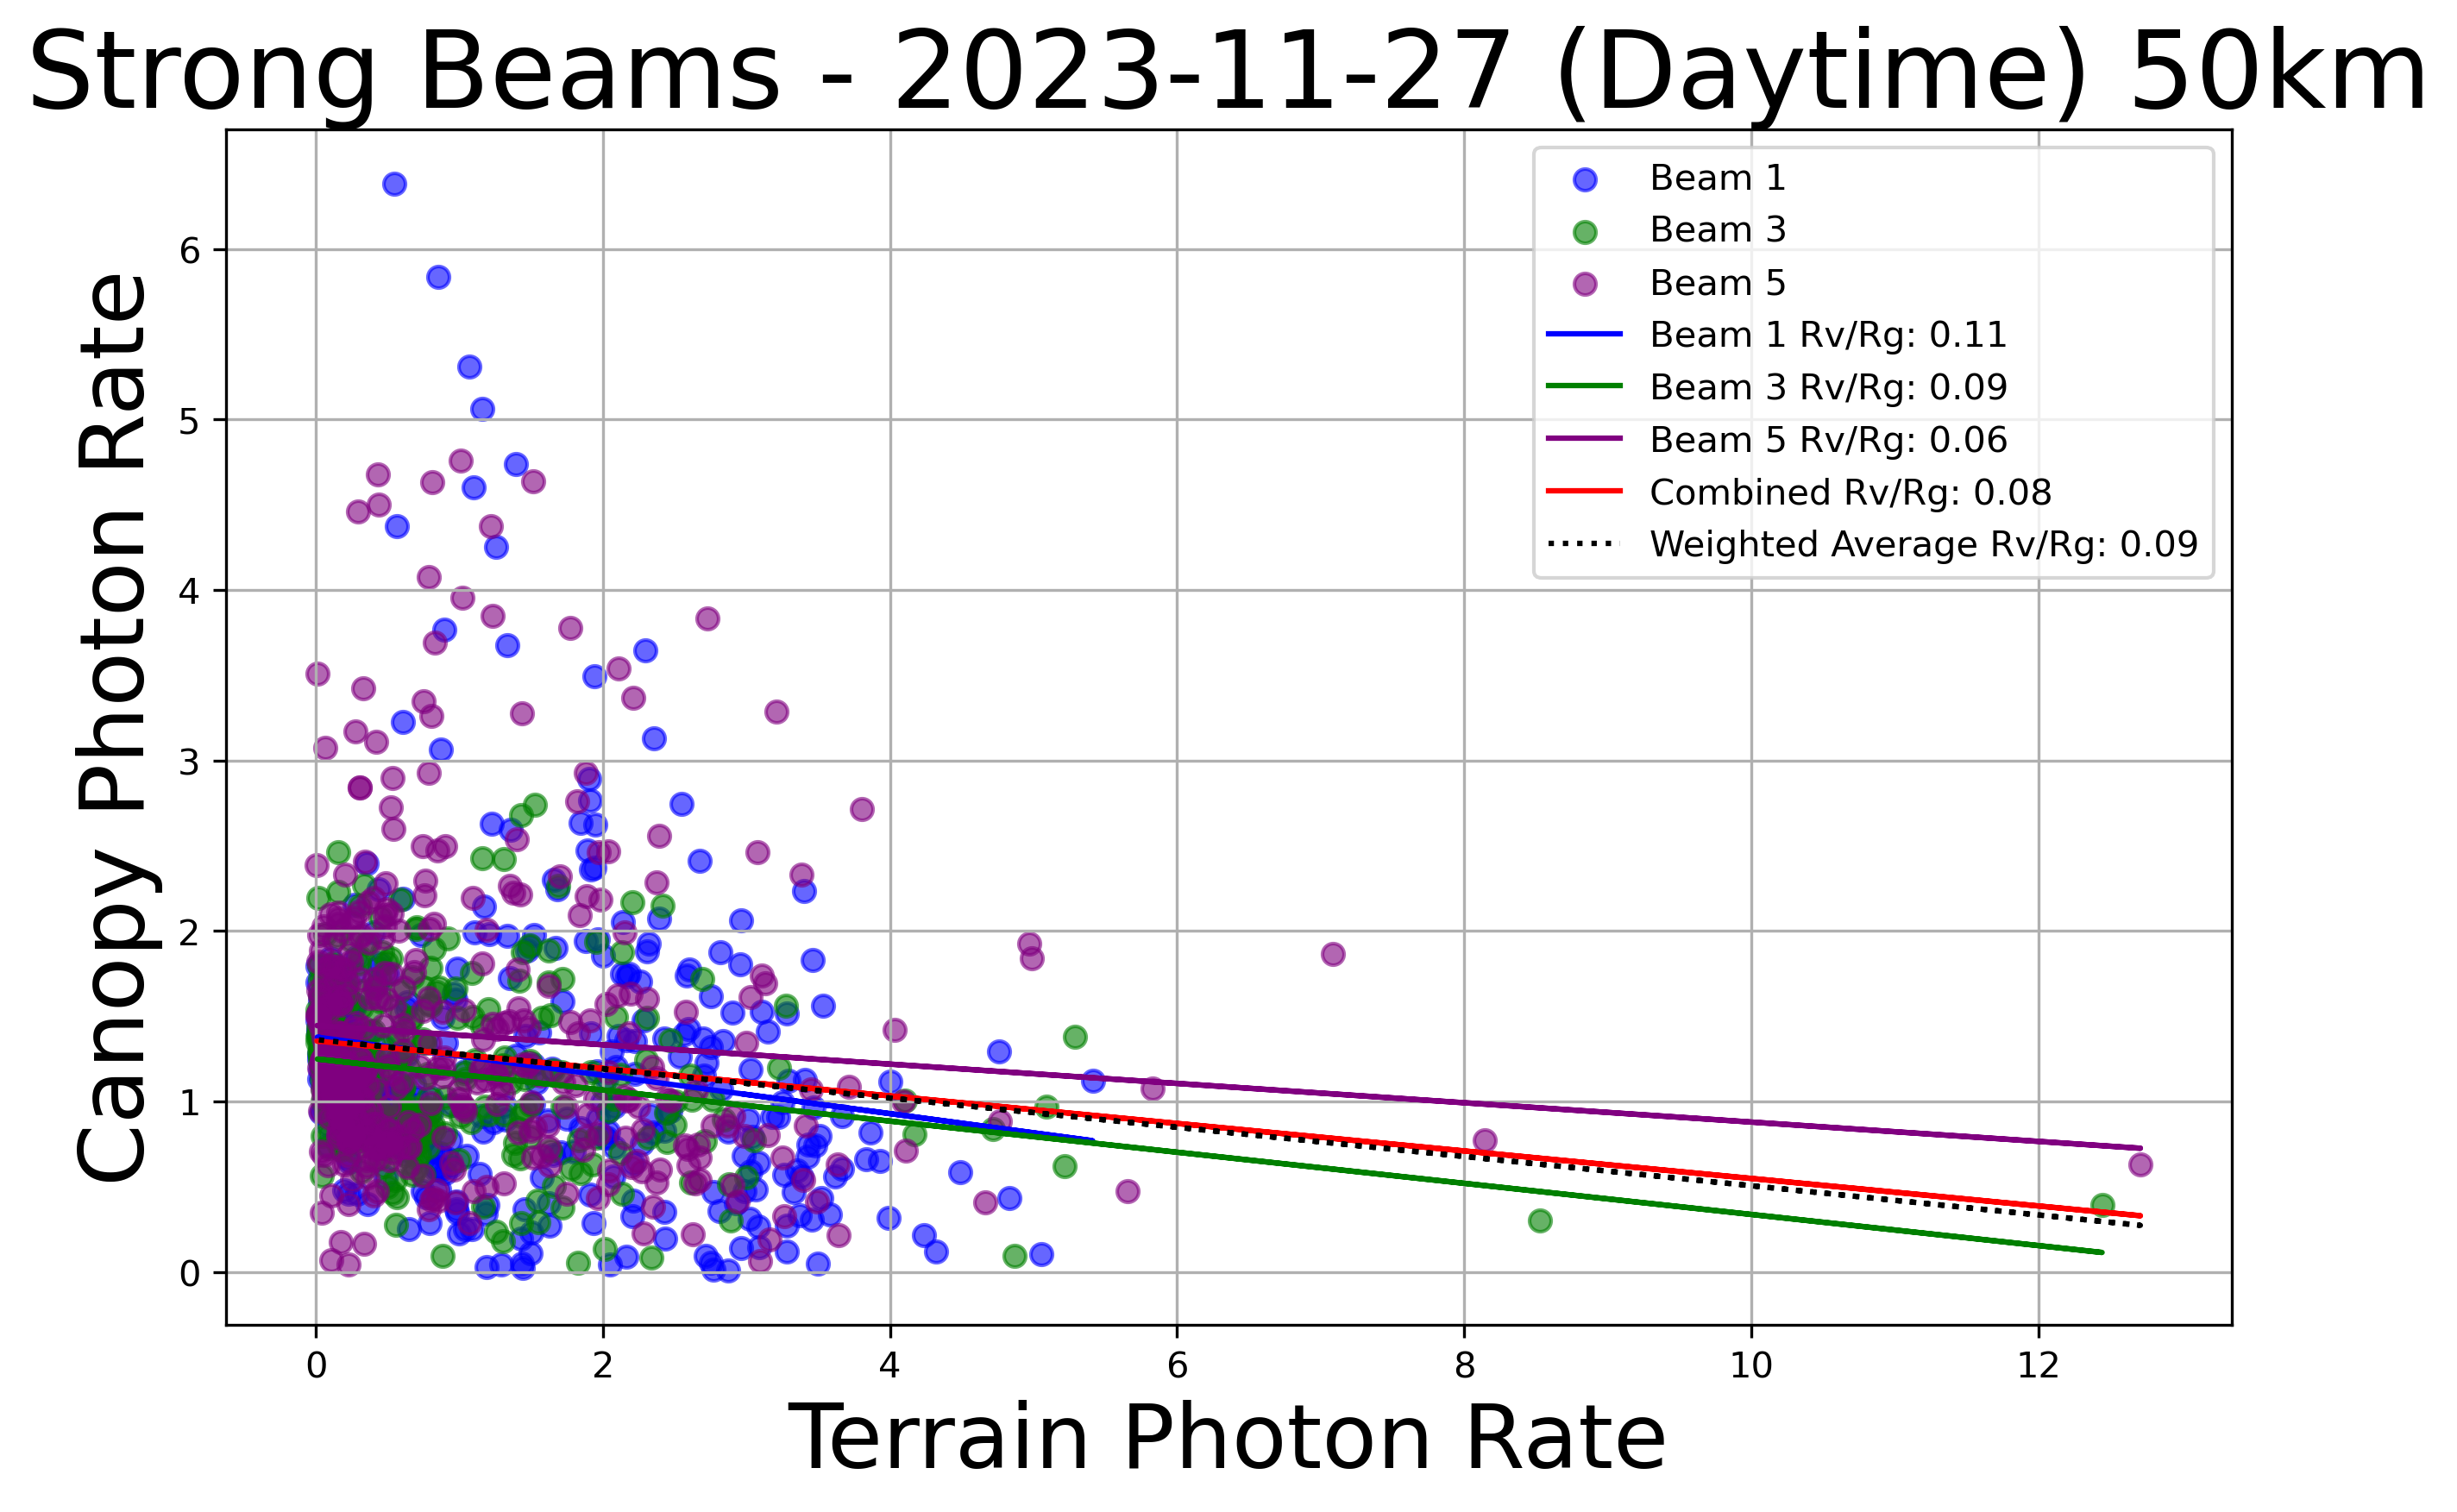 Strong Beams - 2023-11-27 (Daytime) 50km
Canopy Photon Rate
6
5
4
3
2
1
0
Beam 1
Beam 3
Beam 5
Beam 1 Rv/Rg: 0.11
Beam 3 Rv/Rg: 0.09
Beam 5 Rv/Rg: 0.06
Combined Rv/Rg: 0.08
Weighted Average Rv/Rg: 0.09
0 2 4 6 8 10 12
Terrain Photon Rate